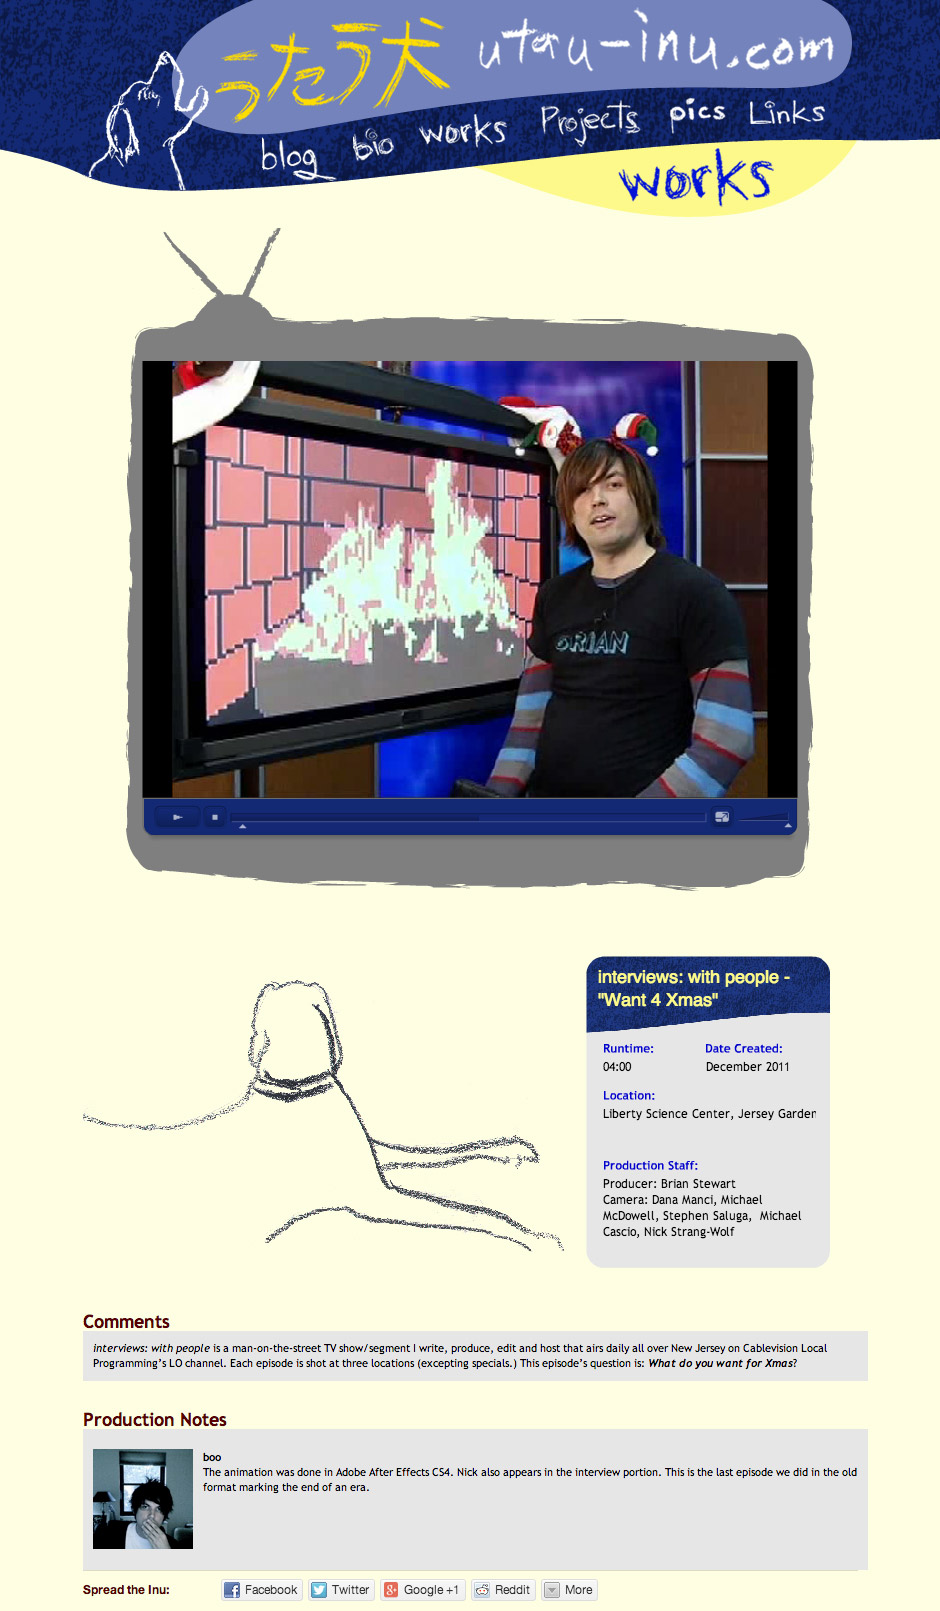 うたう犬 utau-inu.com
blog bio works Projects pics Links
works
BRIAN
interviews: with people -
"Want 4 Xmas"
Runtime: Date Created:
04:00 December 2011
Location:
Liberty Science Center, Jersey Garden
Production Staff:
Producer: Brian Stewart
Camera: Dana Manci, Michael
McDowell, Stephen Saluga, Michael
Cascio, Nick Strang-Wolf
Comments
interviews: with people is a man-on-the-street TV show/segment I write, produce, edit and host that airs daily all over New Jersey on Cablevision Local
Programming's LO channel. Each episode is shot at three locations (excepting specials.) This episode's question is: What do you want for Xmas?
Production Notes
boo
The animation was done in Adobe After Effects CS4. Nick also appears in the interview portion. This is the last episode we did in the old
format marking the end of an era.
Spread the Inu: Facebook Twitter Google +1 Reddit More